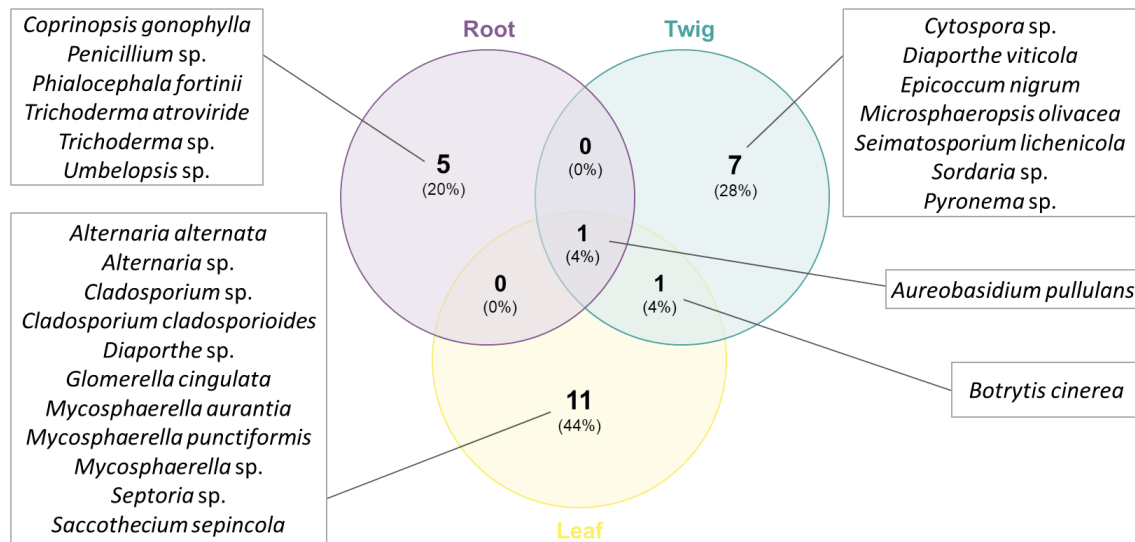 Root
Twig
Coprinopsis gonophylla
Penicillium sp.
Phialocephala fortinii
Trichoderma atroviride
Trichoderma sp.
Umbelopsis sp.
Cytospora sp.
Diaporthe viticola
Epicoccum nigrum
Microsphaeropsis olivacea
Seimatosporium lichenicola
Sordaria sp.
Pyronema sp.
5
(20%)
0
(0%)
7
(28%)
1
(4%)
0
(0%)
1
(4%)
11
(44%)
Alternaria alternata
Alternaria sp.
Cladosporium sp.
Cladosporium cladosporioides
Diaporthe sp.
Glomerella cingulata
Mycosphaerella aurantia
Mycosphaerella punctiformis
Mycosphaerella sp.
Septoria sp.
Saccothecium sepincola
Aureobasidium pullulans
Botrytis cinerea
Leaf